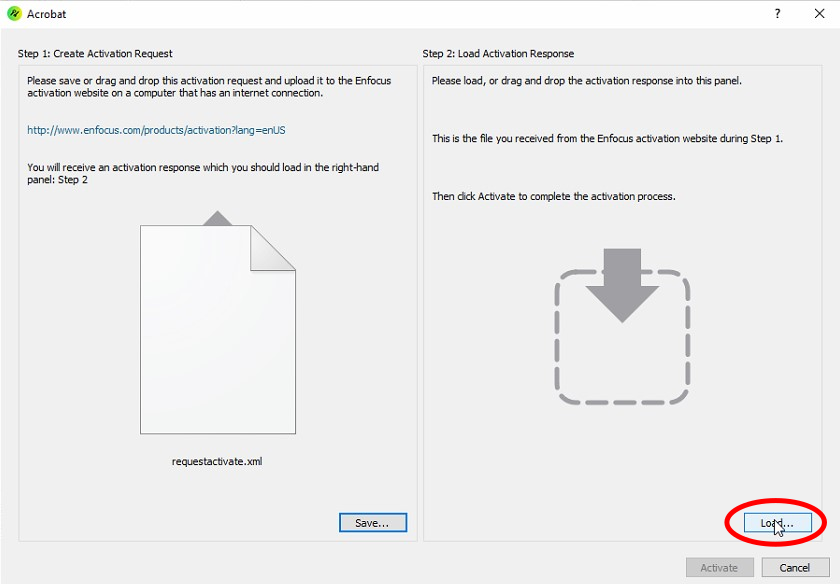 Acrobat
Step 1: Create Activation Request
Please save or drag and drop this activation request and upload it to the Enfocus
activation website on a computer that has an internet connection.
http://www.enfocus.com/products/activation?lang=enUS
You will receive an activation response which you should load in the right-hand
panel: Step 2
requestactivate.xml
Save...
Step 2: Load Activation Response
Please load, or drag and drop the activation response into this panel.
This is the file you received from the Enfocus activation website during Step 1.
Then click Activate to complete the activation process.
Load...
Activate
Cancel